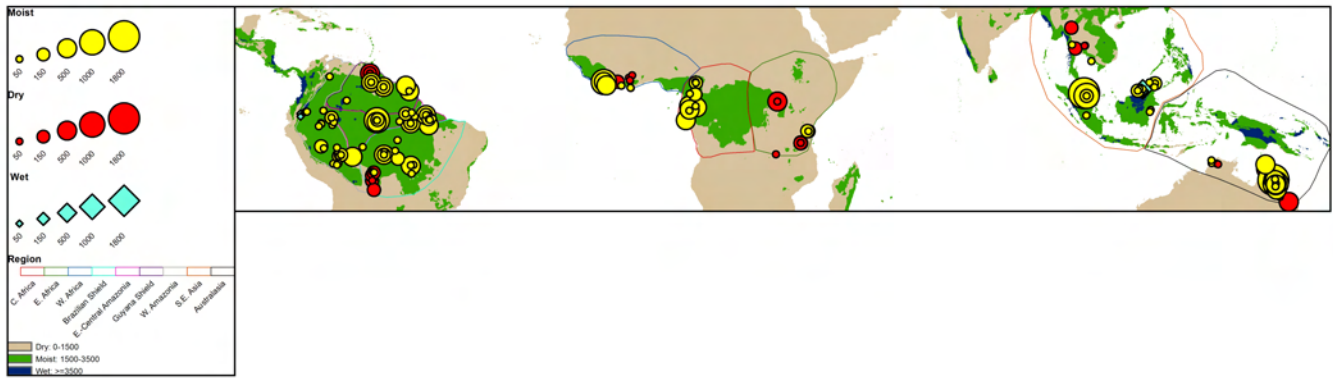 Moist
50 150 500 1000 1800
Dry
50 150 500 1000 1800
Wet
50 150 500 1000 1800
Region
C. Africa
E. Africa
W. Africa
Brazilian Shield
E.-Central Amazonia
Guyana Shield
W. Amazonia
S.E. Asia
Australasia
Dry: 0-1500
Moist: 1500-3500
Wet: >=3500